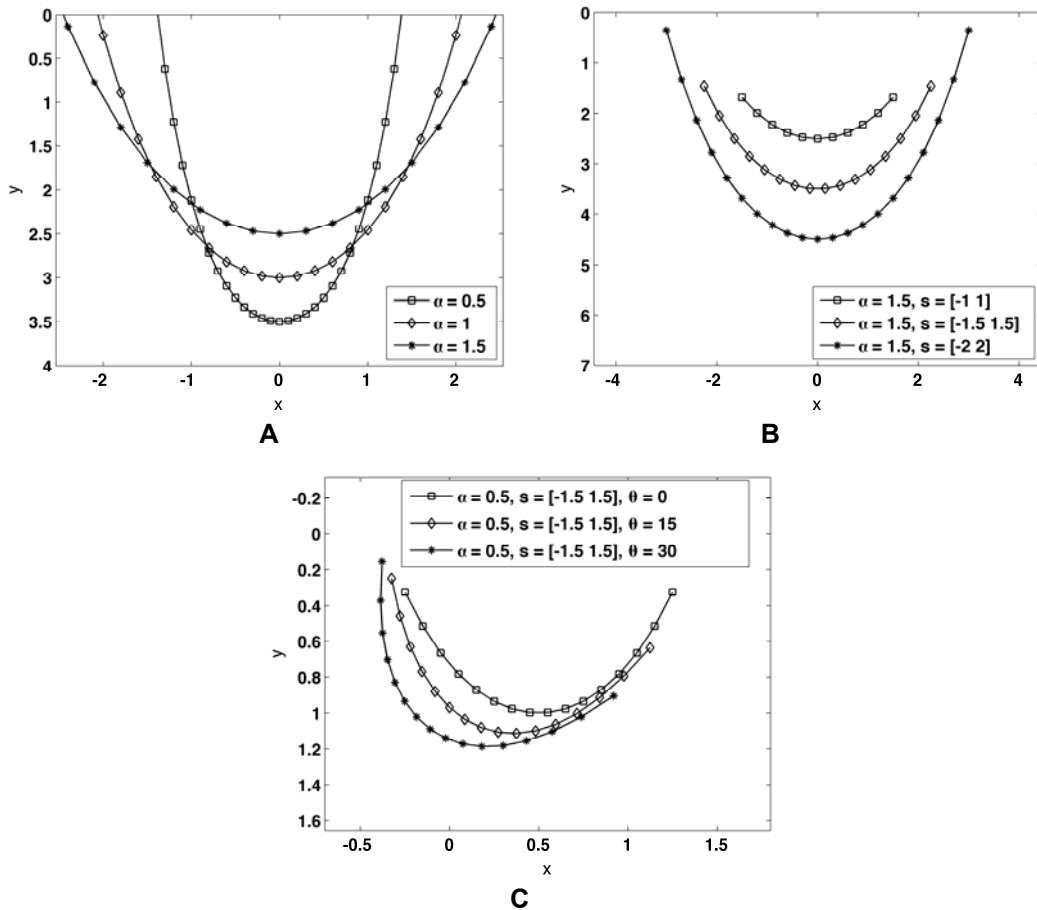 0
0.5
1
1.5
2
2.5
3
3.5
4
y
-2
-1
0
1
2
x
α = 0.5
α = 1
α = 1.5
A
0
1
2
3
4
5
6
7
y
-4
-2
0
2
4
x
α = 1.5, s = [-1 1]
α = 1.5, s = [-1.5 1.5]
α = 1.5, s = [-2 2]
B
-0.2
0
0.2
0.4
0.6
0.8
1
1.2
1.4
1.6
y
α = 0.5, s = [-1.5 1.5], θ = 0
α = 0.5, s = [-1.5 1.5], θ = 15
α = 0.5, s = [-1.5 1.5], θ = 30
-0.5
0
0.5
1
1.5
x
C